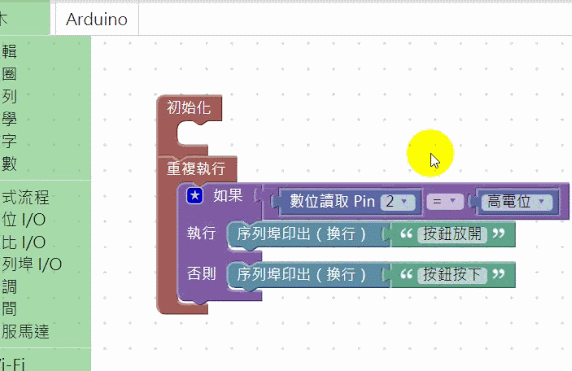 木 Arduino
輯
圈
列
學
字
數
式流程
位 I/O
比 I/O
列埠 I/O
調
間
服馬達
i-Fi
初始化
重複執行
如果 數位讀取 Pin 2 = 高電位
執行 序列埠印出（換行） “ 按鈕放開 ”
否則 序列埠印出（換行） “ 按鈕按下 ”